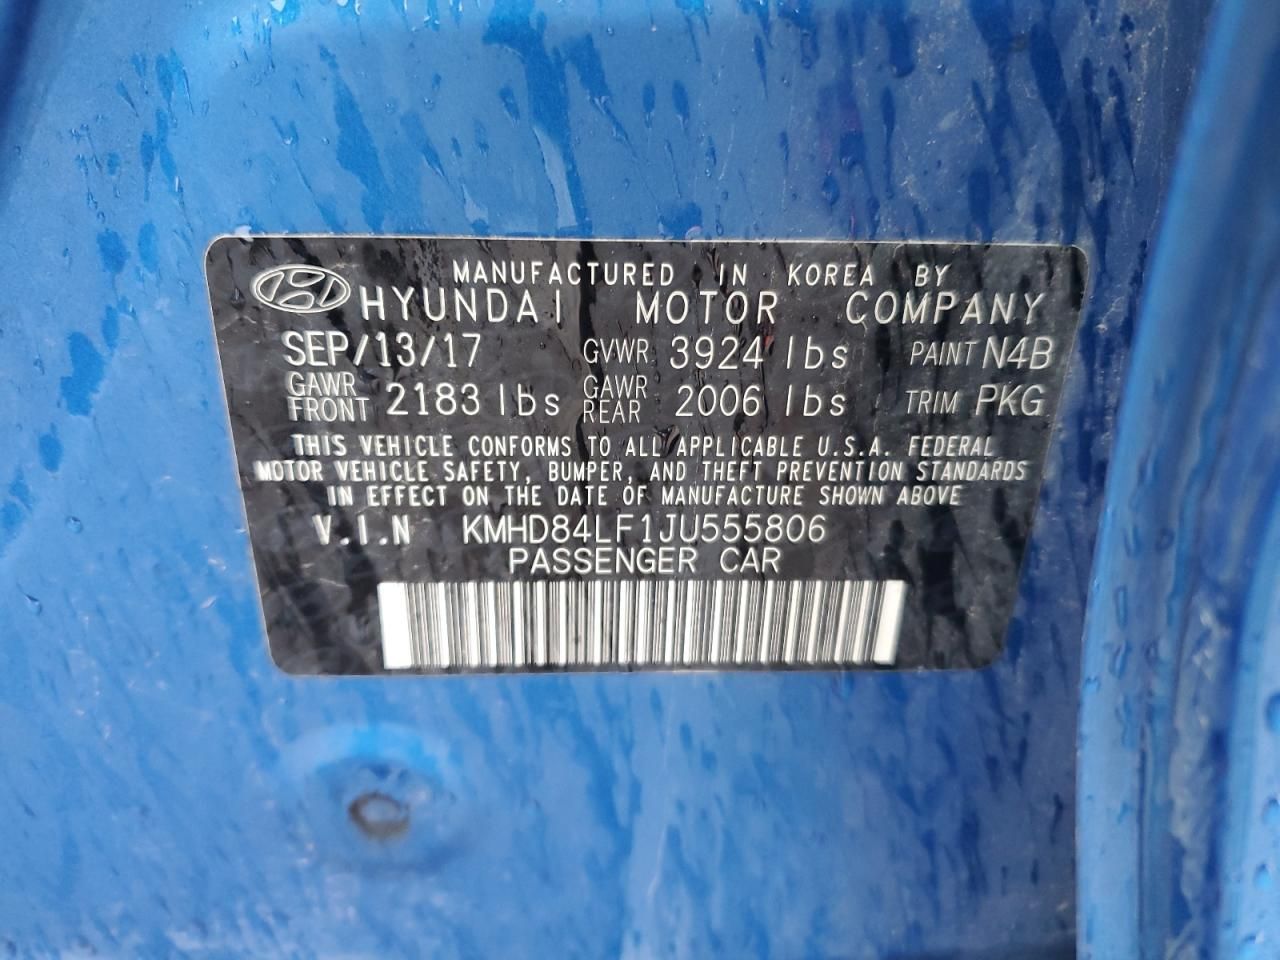 MANUFACTURED IN KOREA BY
HYUNDAI MOTOR COMPANY
SEP/13/17 GVWR 3924 lbs PAINT N4B
GAWR FRONT 2183 lbs GAWR REAR 2006 lbs TRIM PKG
THIS VEHICLE CONFORMS TO ALL APPLICABLE U.S.A. FEDERAL
MOTOR VEHICLE SAFETY, BUMPER, AND THEFT PREVENTION STANDARDS
IN EFFECT ON THE DATE OF MANUFACTURE SHOWN ABOVE
V.I.N KMHD84LF1JU555806
PASSENGER CAR